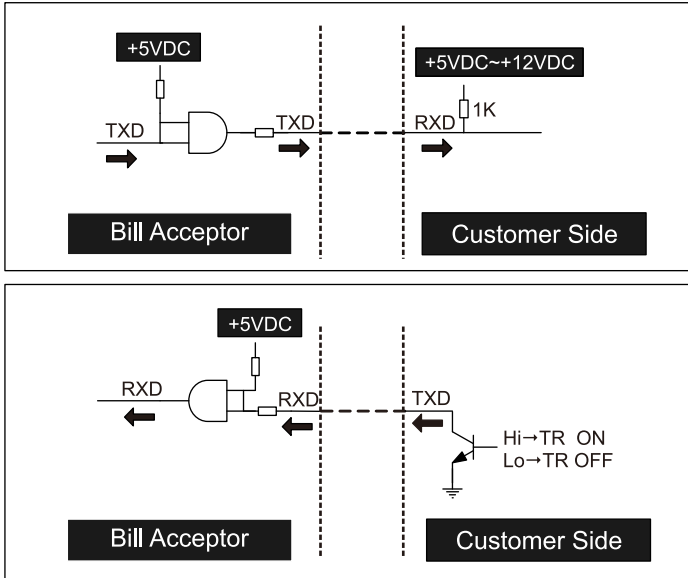 +5VDC
+5VDC~+12VDC
1K
TXD
TXD
RXD
Bill Acceptor
Customer Side
+5VDC
RXD
RXD
TXD
Hi→TR ON
Lo→TR OFF
Bill Acceptor
Customer Side